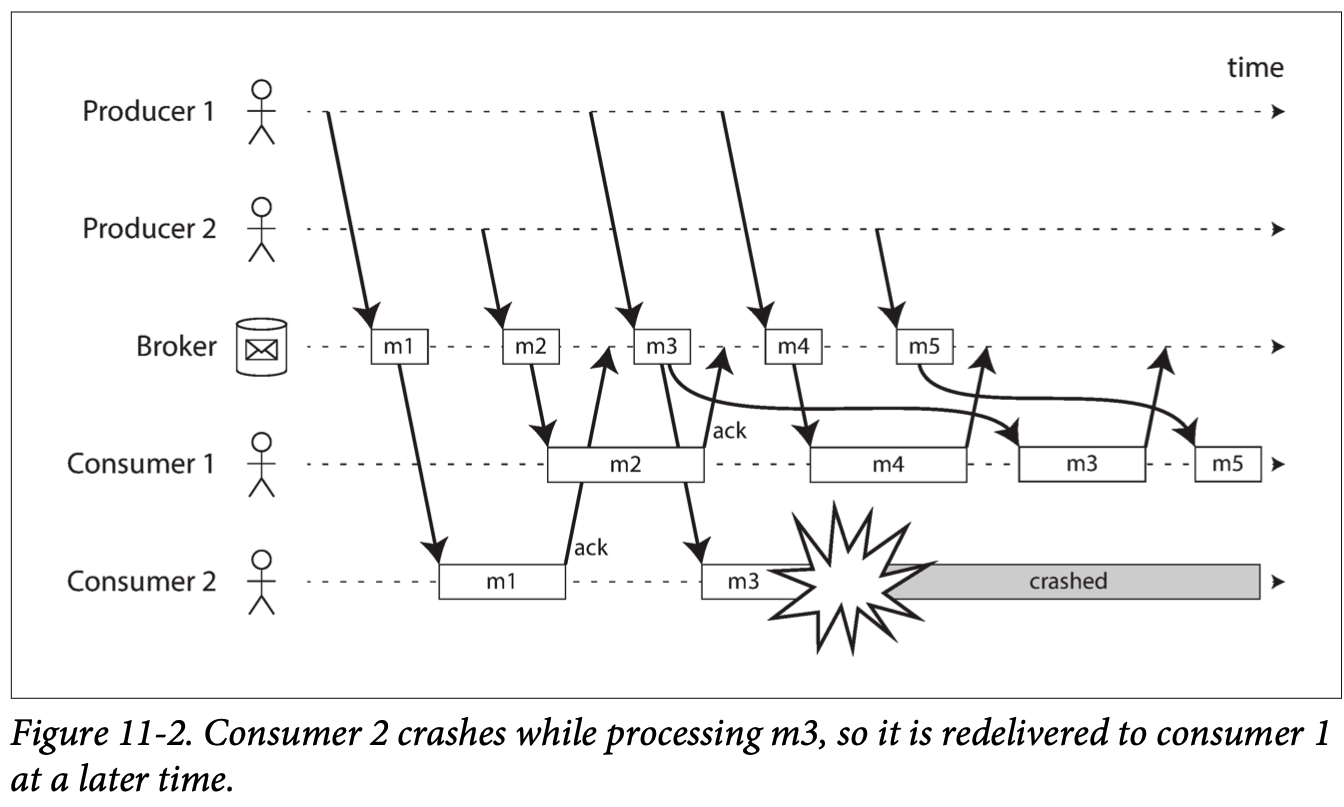 time
Producer 1
Producer 2
Broker
m1
m2
m3
m4
m5
ack
Consumer 1
m2
m4
m3
m5
ack
Consumer 2
m1
m3
crashed
Figure 11-2. Consumer 2 crashes while processing m3, so it is redelivered to consumer 1
at a later time.